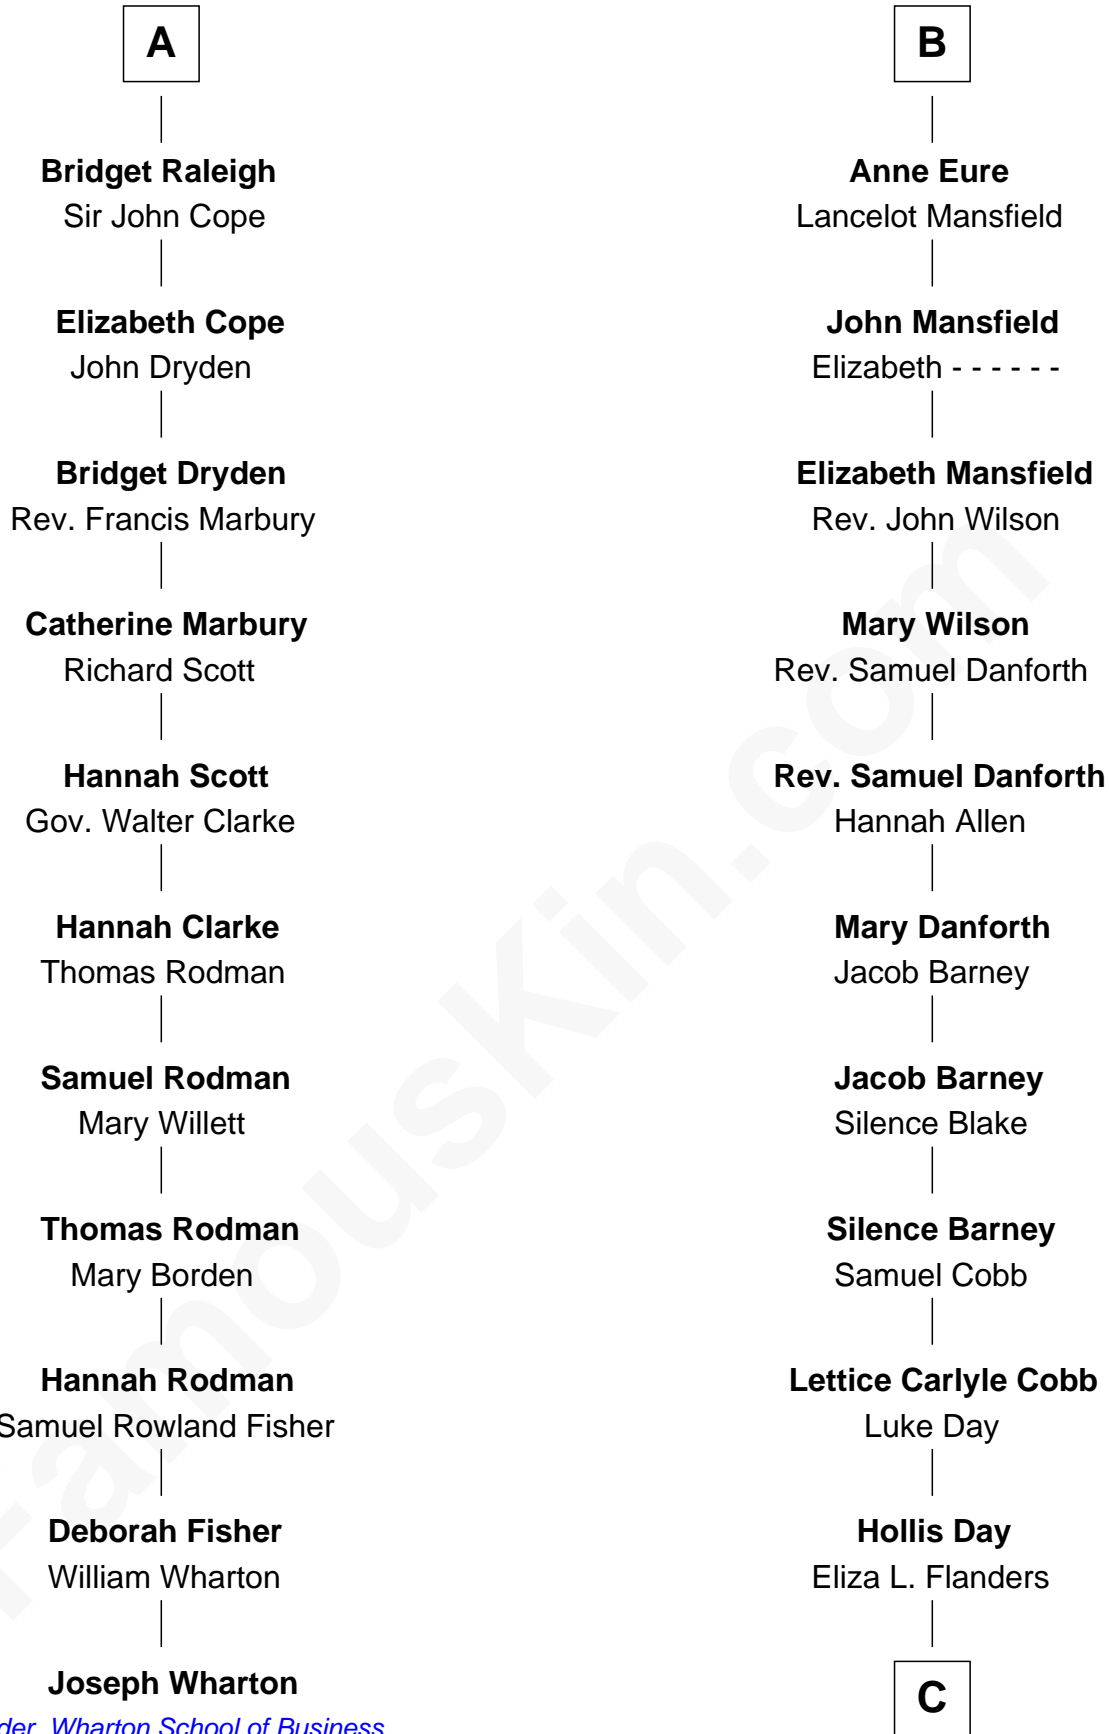 A
Bridget Raleigh
Sir John Cope
Elizabeth Cope
John Dryden
Bridget Dryden
Rev. Francis Marbury
Catherine Marbury
Richard Scott
Hannah Scott
Gov. Walter Clarke
Hannah Clarke
Thomas Rodman
Samuel Rodman
Mary Willett
Thomas Rodman
Mary Borden
Hannah Rodman
Samuel Rowland Fisher
Deborah Fisher
William Wharton
Joseph Wharton
Wharton School of Business
B
Anne Eure
Lancelot Mansfield
John Mansfield
Elizabeth - - - - - -
Elizabeth Mansfield
Rev. John Wilson
Mary Wilson
Rev. Samuel Danforth
Rev. Samuel Danforth
Hannah Allen
Mary Danforth
Jacob Barney
Jacob Barney
Silence Blake
Silence Barney
Samuel Cobb
Lettice Carlyle Cobb
Luke Day
Hollis Day
Eliza L. Flanders
C
FamousKin.com